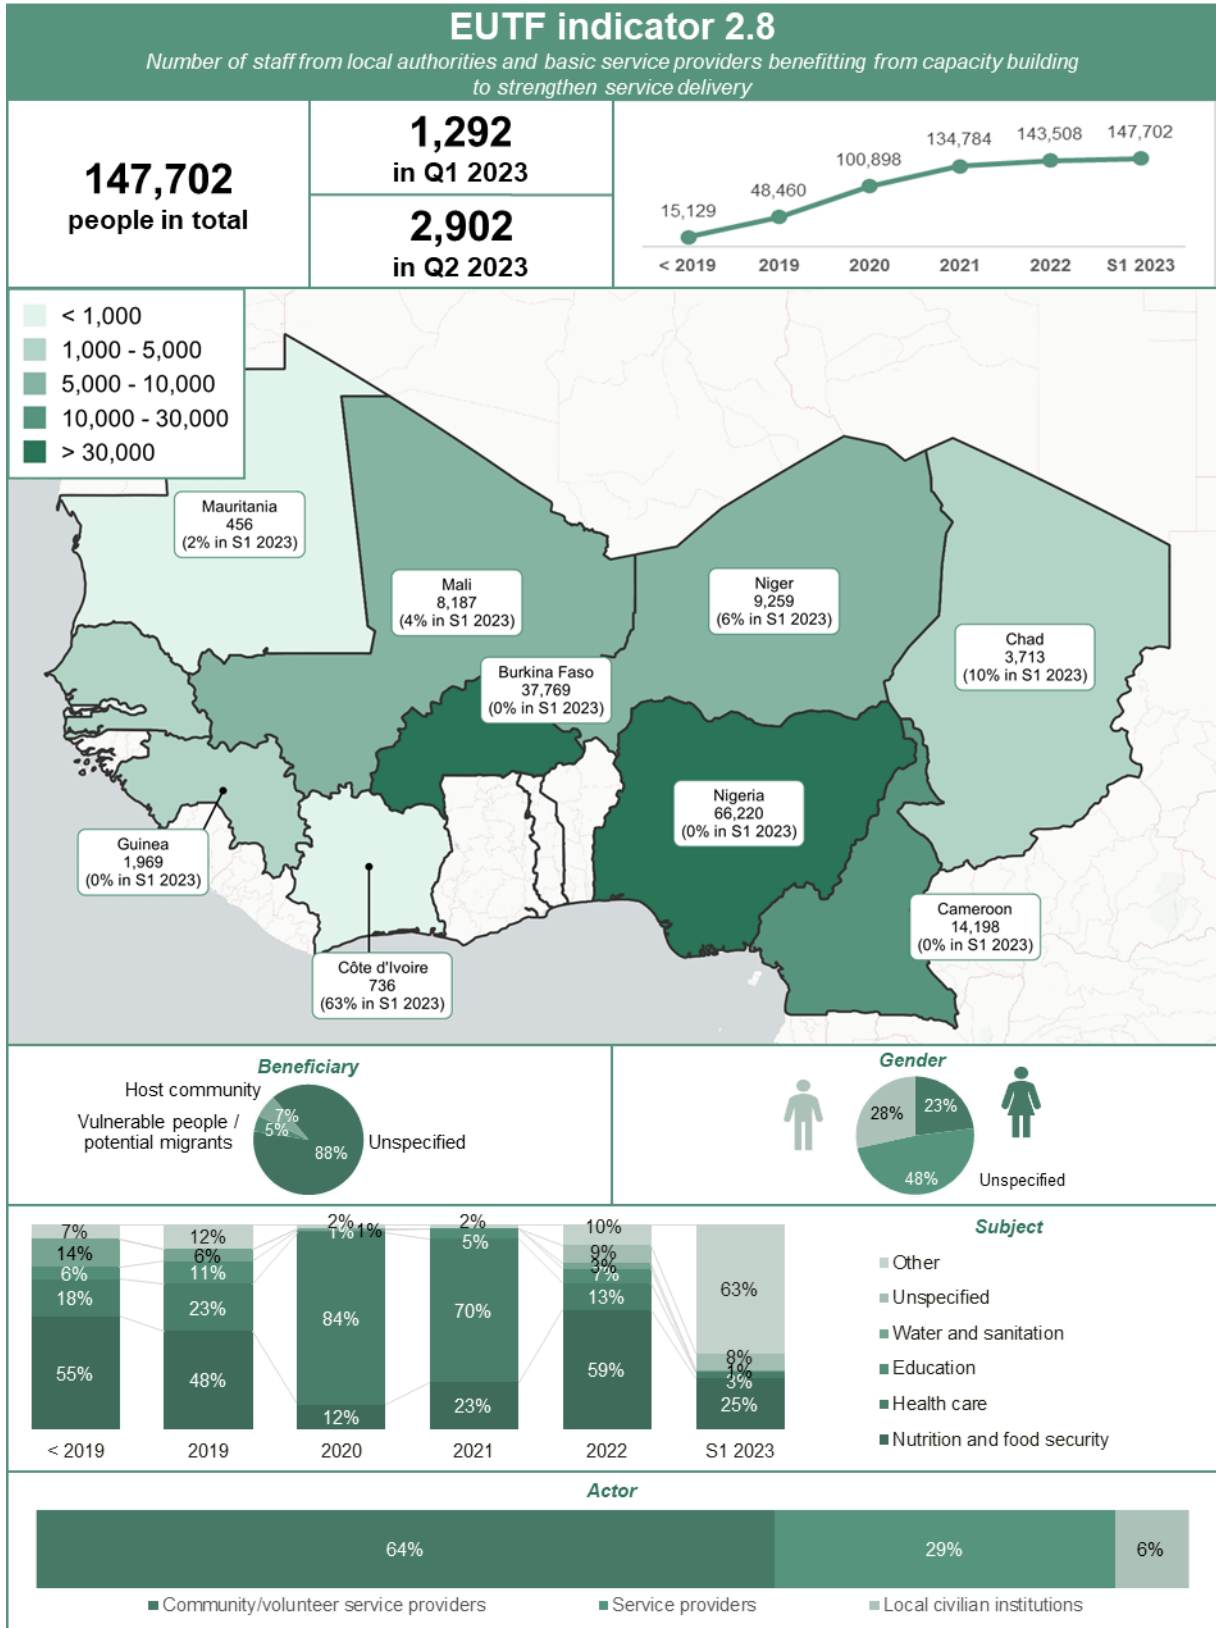 EUTF indicator 2.8
Number of staff from local authorities and basic service providers benefitting from capacity building
to strengthen service delivery
147,702
people in total
1,292
in Q1 2023
2,902
in Q2 2023
15,129
48,460
100,898
134,784
143,508
147,702
< 2019
2019
2020
2021
2022
S1 2023
< 1,000
1,000 - 5,000
5,000 - 10,000
10,000 - 30,000
> 30,000
Mauritania
456
(2% in S1 2023)
Mali
8,187
(4% in S1 2023)
Niger
9,259
(6% in S1 2023)
Chad
3,713
(10% in S1 2023)
Burkina Faso
37,769
(0% in S1 2023)
Nigeria
66,220
(0% in S1 2023)
Guinea
1,969
(0% in S1 2023)
Cameroon
14,198
(0% in S1 2023)
Côte d'Ivoire
736
(63% in S1 2023)
Beneficiary
Host community
7%
Vulnerable people /
potential migrants
5%
88%
Unspecified
Gender
28%
23%
48%
Unspecified
7%
14%
6%
18%
55%
< 2019
12%
6%
11%
23%
48%
2019
2%
1%
1%
84%
12%
2020
2%
5%
70%
23%
2021
10%
9%
3%
7%
13%
59%
2022
63%
8%
1%
3%
25%
S1 2023
Subject
Other
Unspecified
Water and sanitation
Education
Health care
Nutrition and food security
Actor
64%
29%
6%
Community/volunteer service providers
Service providers
Local civilian institutions